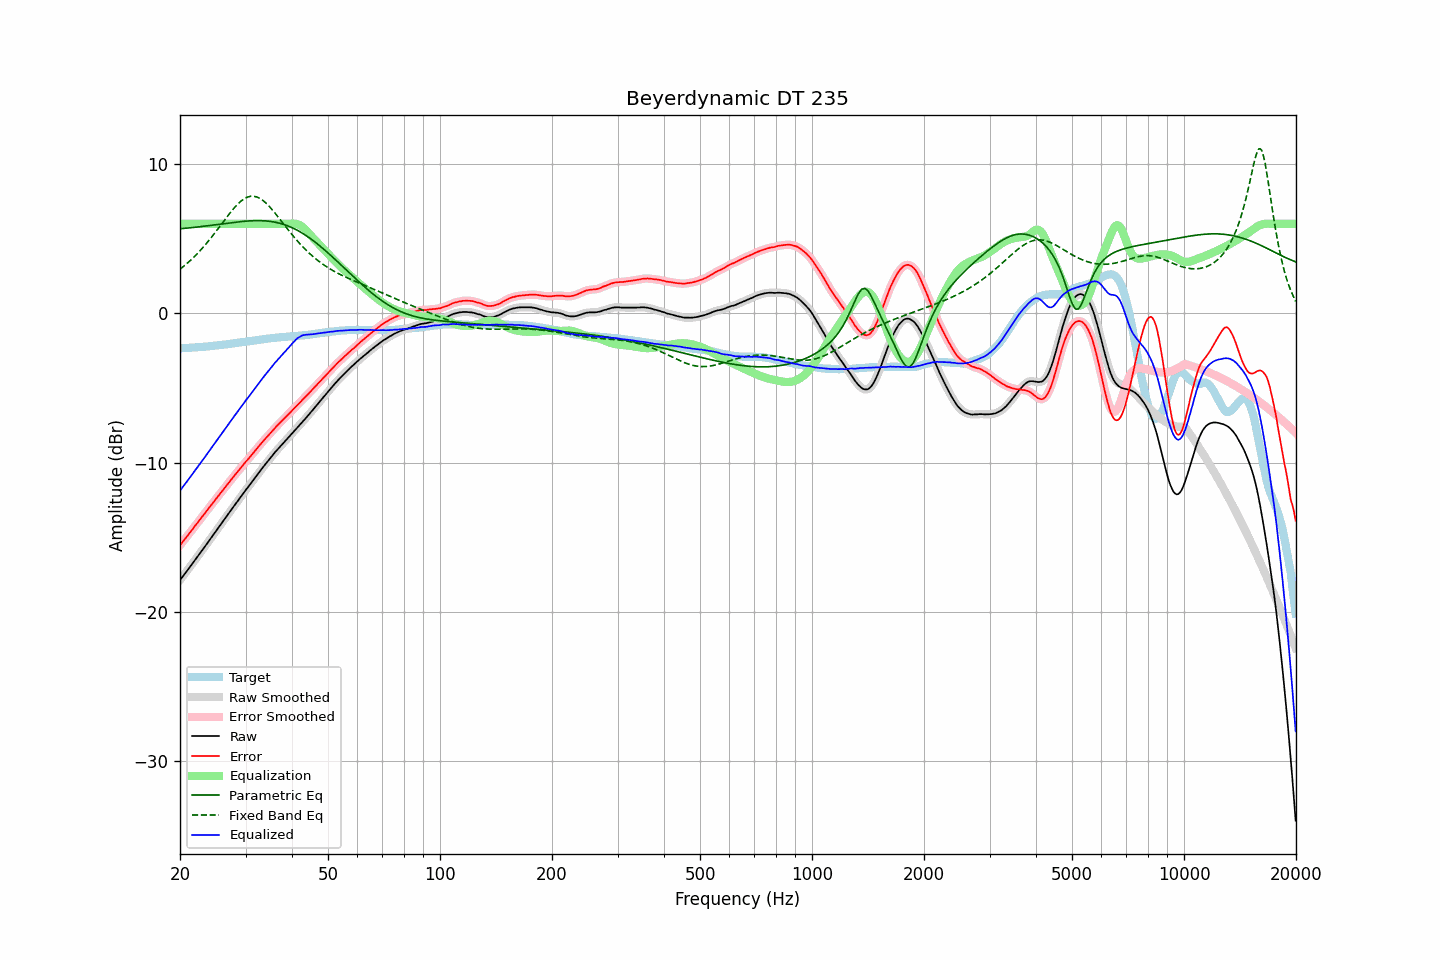 Beyerdynamic DT 235
10
0
−10
−20
−30
Amplitude (dBr)
Target
Raw Smoothed
Error Smoothed
Raw
Error
Equalization
Parametric Eq
Fixed Band Eq
Equalized
20 50 100 200 500 1000 2000 5000 10000 20000
Frequency (Hz)